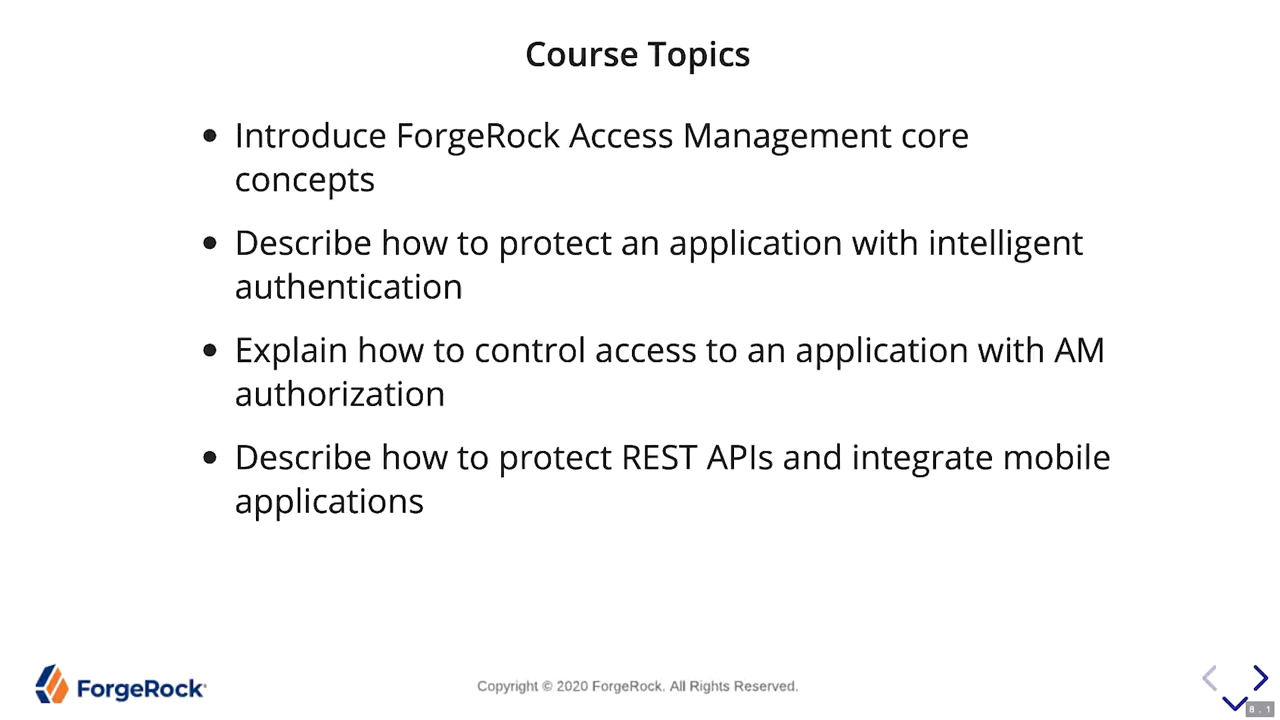 Course Topics
• Introduce ForgeRock Access Management core
concepts
• Describe how to protect an application with intelligent
authentication
• Explain how to control access to an application with AM
authorization
• Describe how to protect REST APIs and integrate mobile
applications
ForgeRock
Copyright © 2020 ForgeRock. All Rights Reserved.
8 . 1